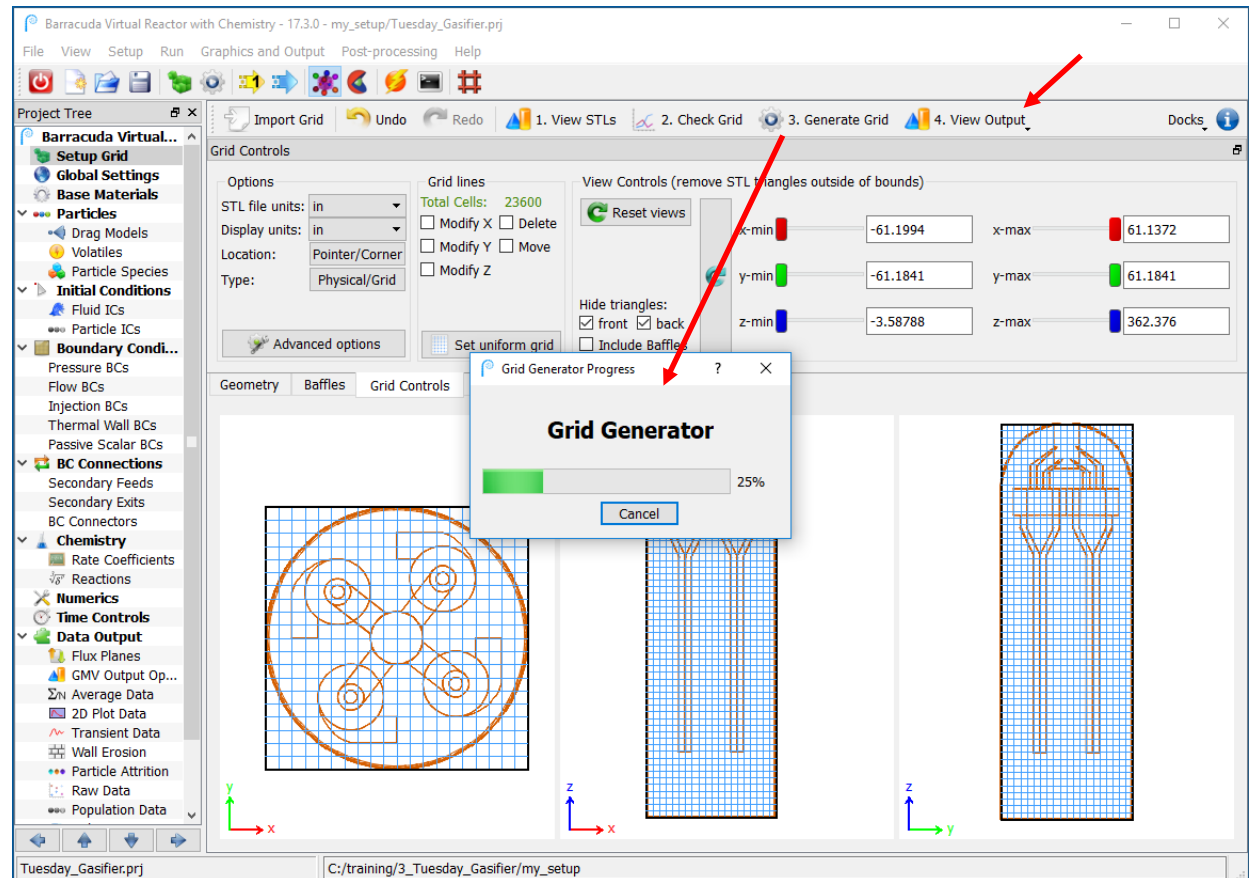 Barracuda Virtual Reactor with Chemistry - 17.3.0 - my_setup/Tuesday_Gasifier.prj
File View Setup Run Graphics and Output Post-processing Help
Project Tree
Import Grid Undo Redo 1. View STLs 2. Check Grid 3. Generate Grid 4. View Output Docks
Barracuda Virtual...
Setup Grid
Global Settings
Base Materials
Particles
Drag Models
Volatiles
Particle Species
Initial Conditions
Fluid ICs
Particle ICs
Boundary Condi...
Pressure BCs
Flow BCs
Injection BCs
Thermal Wall BCs
Passive Scalar BCs
BC Connections
Secondary Feeds
Secondary Exits
BC Connectors
Chemistry
Rate Coefficients
Reactions
Numerics
Time Controls
Data Output
Flux Planes
GMV Output Op...
Average Data
2D Plot Data
Transient Data
Wall Erosion
Particle Attrition
Raw Data
Population Data
Grid Controls
Options
STL file units: in
Display units: in
Location: Pointer/Corner
Type: Physical/Grid
Advanced options
Grid lines
Total Cells: 23600
Modify X Delete
Modify Y Move
Modify Z
Set uniform grid
View Controls (remove STL triangles outside of bounds)
Reset views
Hide triangles:
front back
Include Baffles
x-min -61.1994 x-max 61.1372
y-min -61.1841 y-max 61.1841
z-min -3.58788 z-max 362.376
Geometry Baffles Grid Controls
Grid Generator Progress ?
Grid Generator
25%
Cancel
y
x
z
x
z
y
Tuesday_Gasifier.prj C:/training/3_Tuesday_Gasifier/my_setup